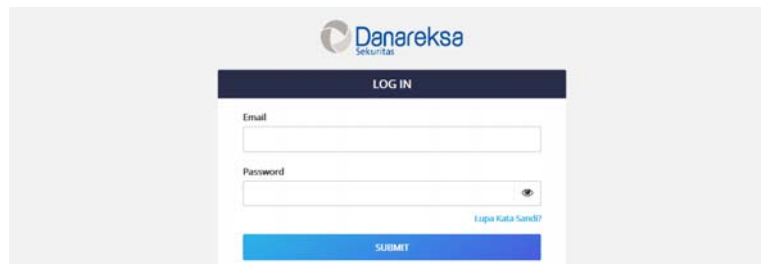 Danareksa
Sekuritas
LOG IN
Email
Password
Lupa Kata Sandi?
SUBMIT